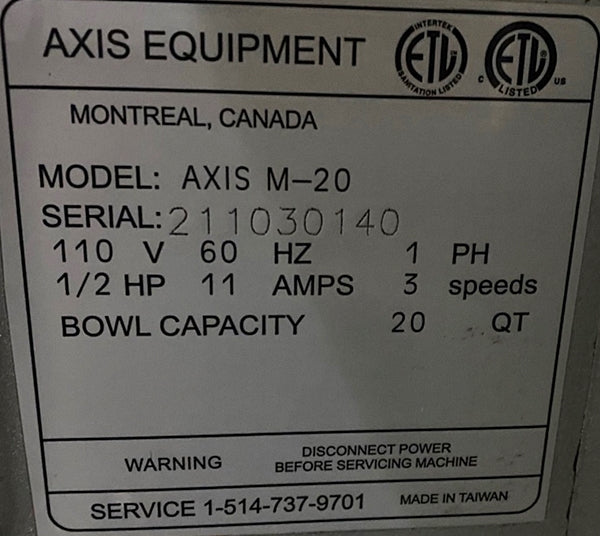 AXIS EQUIPMENT
INTERTEK
ETL
SANITATION LISTED
C ETL US
LISTED
MONTREAL, CANADA
MODEL: AXIS M-20
SERIAL: 211030140
110 V 60 HZ 1 PH
1/2 HP 11 AMPS 3 speeds
BOWL CAPACITY 20 QT
WARNING
DISCONNECT POWER
BEFORE SERVICING MACHINE
SERVICE 1-514-737-9701 MADE IN TAIWAN